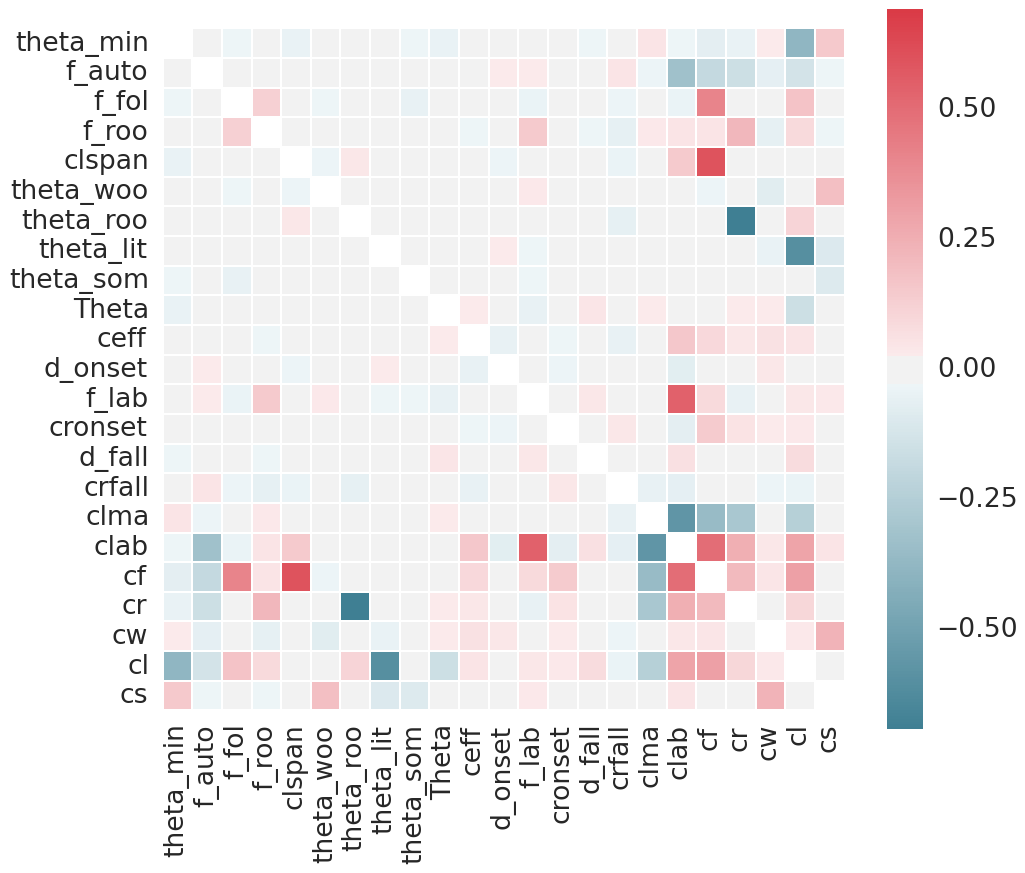 theta_min
f_auto
f_fol
f_roo
clspan
theta_woo
theta_roo
theta_lit
theta_som
Theta
ceff
d_onset
f_lab
cronset
d_fall
crfall
clma
clab
cf
cr
cw
cl
cs
theta_min
f_auto
f_fol
f_roo
clspan
theta_woo
theta_roo
theta_lit
theta_som
Theta
ceff
d_onset
f_lab
cronset
d_fall
crfall
clma
clab
cf
cr
cw
cl
cs
0.50
0.25
0.00
−0.25
−0.50